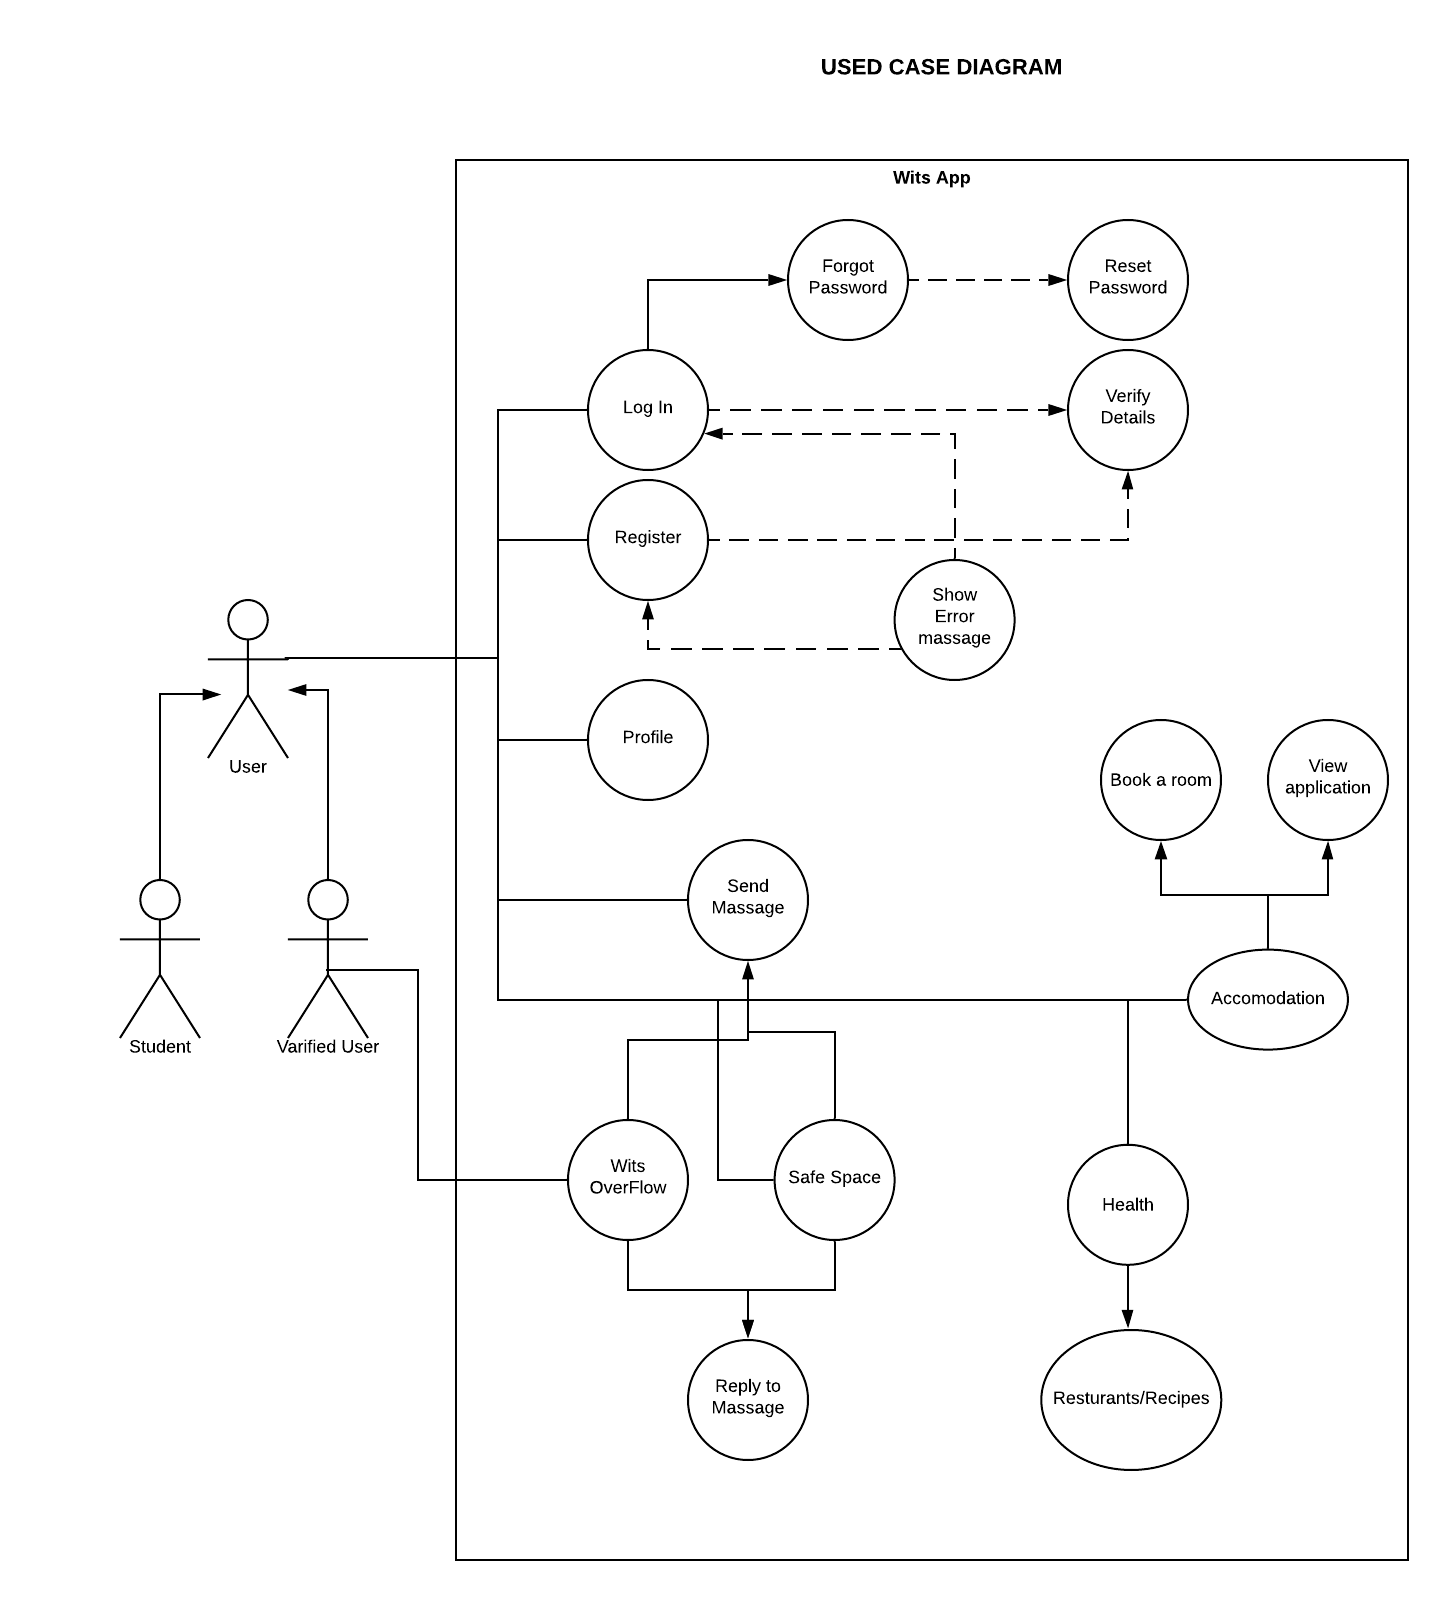 USED CASE DIAGRAM
Wits App
Forgot
Password
Reset
Password
Log In
Verify
Details
Register
Show
Error
massage
User
Profile
Book a room
View
application
Send
Massage
Student
Varified User
Accomodation
Wits
OverFlow
Safe Space
Health
Reply to
Massage
Resturants/Recipes